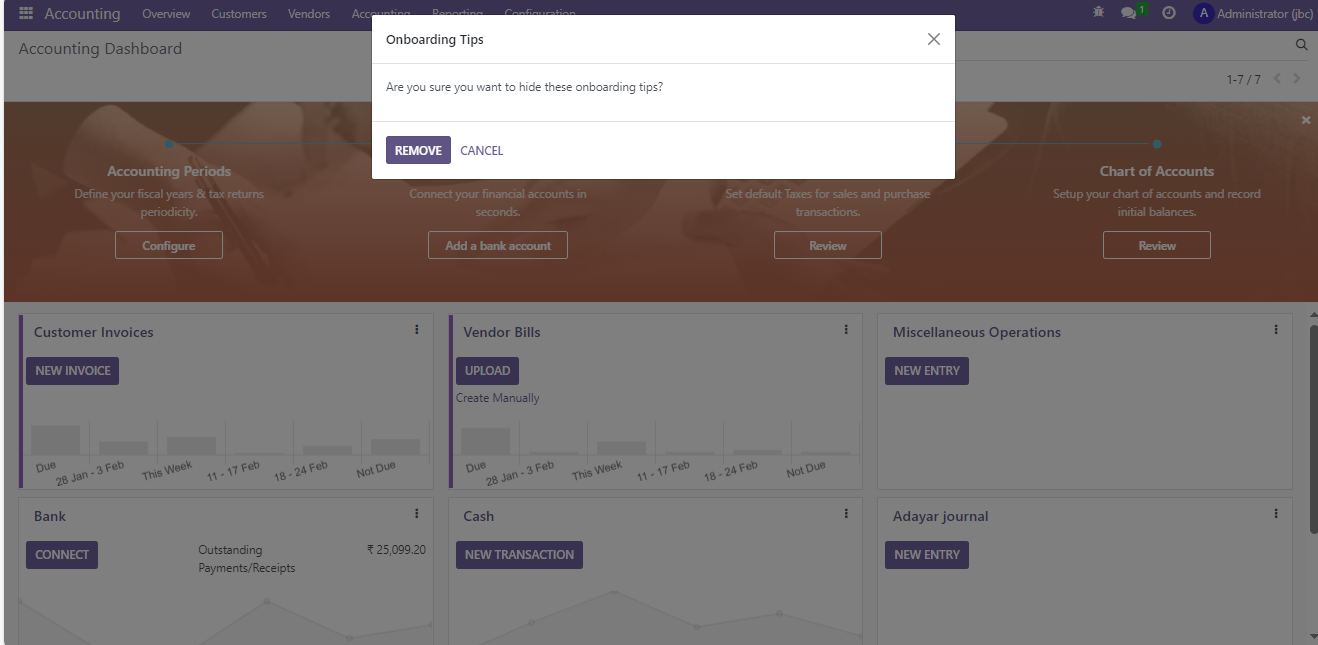 Accounting Overview Customers Vendors Accounting Reporting Configuration 1 A Administrator (jbc)
Accounting Dashboard
1-7 / 7
Onboarding Tips
Are you sure you want to hide these onboarding tips?
REMOVE CANCEL
Accounting Periods
Define your fiscal years & tax returns
periodicity.
Configure
Connect your financial accounts in
seconds.
Add a bank account
Set default Taxes for sales and purchase
transactions.
Review
Chart of Accounts
Setup your chart of accounts and record
initial balances.
Review
Customer Invoices
NEW INVOICE
Due 28 Jan - 3 Feb This Week 11 - 17 Feb 18 - 24 Feb Not Due
Vendor Bills
UPLOAD
Create Manually
Due 28 Jan - 3 Feb This Week 11 - 17 Feb 18 - 24 Feb Not Due
Miscellaneous Operations
NEW ENTRY
Bank
CONNECT
Outstanding ₹ 25,099.20
Payments/Receipts
Cash
NEW TRANSACTION
Adayar journal
NEW ENTRY